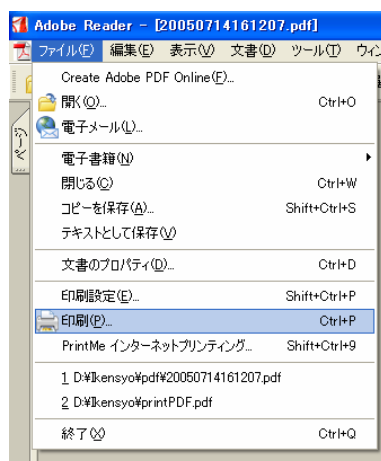 Adobe Reader - [20050714161207.pdf]
ファイル(F) 編集(E) 表示(V) 文書(D) ツール(T)
Create Adobe PDF Online(F)...
開く(O)... Ctrl+O
電子メール(L)...
電子書籍(N)
閉じる(C) Ctrl+W
コピーを保存(A)... Shift+Ctrl+S
テキストとして保存(V)
文書のプロパティ(D)... Ctrl+D
印刷設定(E)... Shift+Ctrl+P
印刷(P)... Ctrl+P
PrintMe インターネットプリンティング... Shift+Ctrl+9
1 D:¥Ikensyo¥pdf¥20050714161207.pdf
2 D:¥Ikensyo¥printPDF.pdf
終了(X) Ctrl+Q